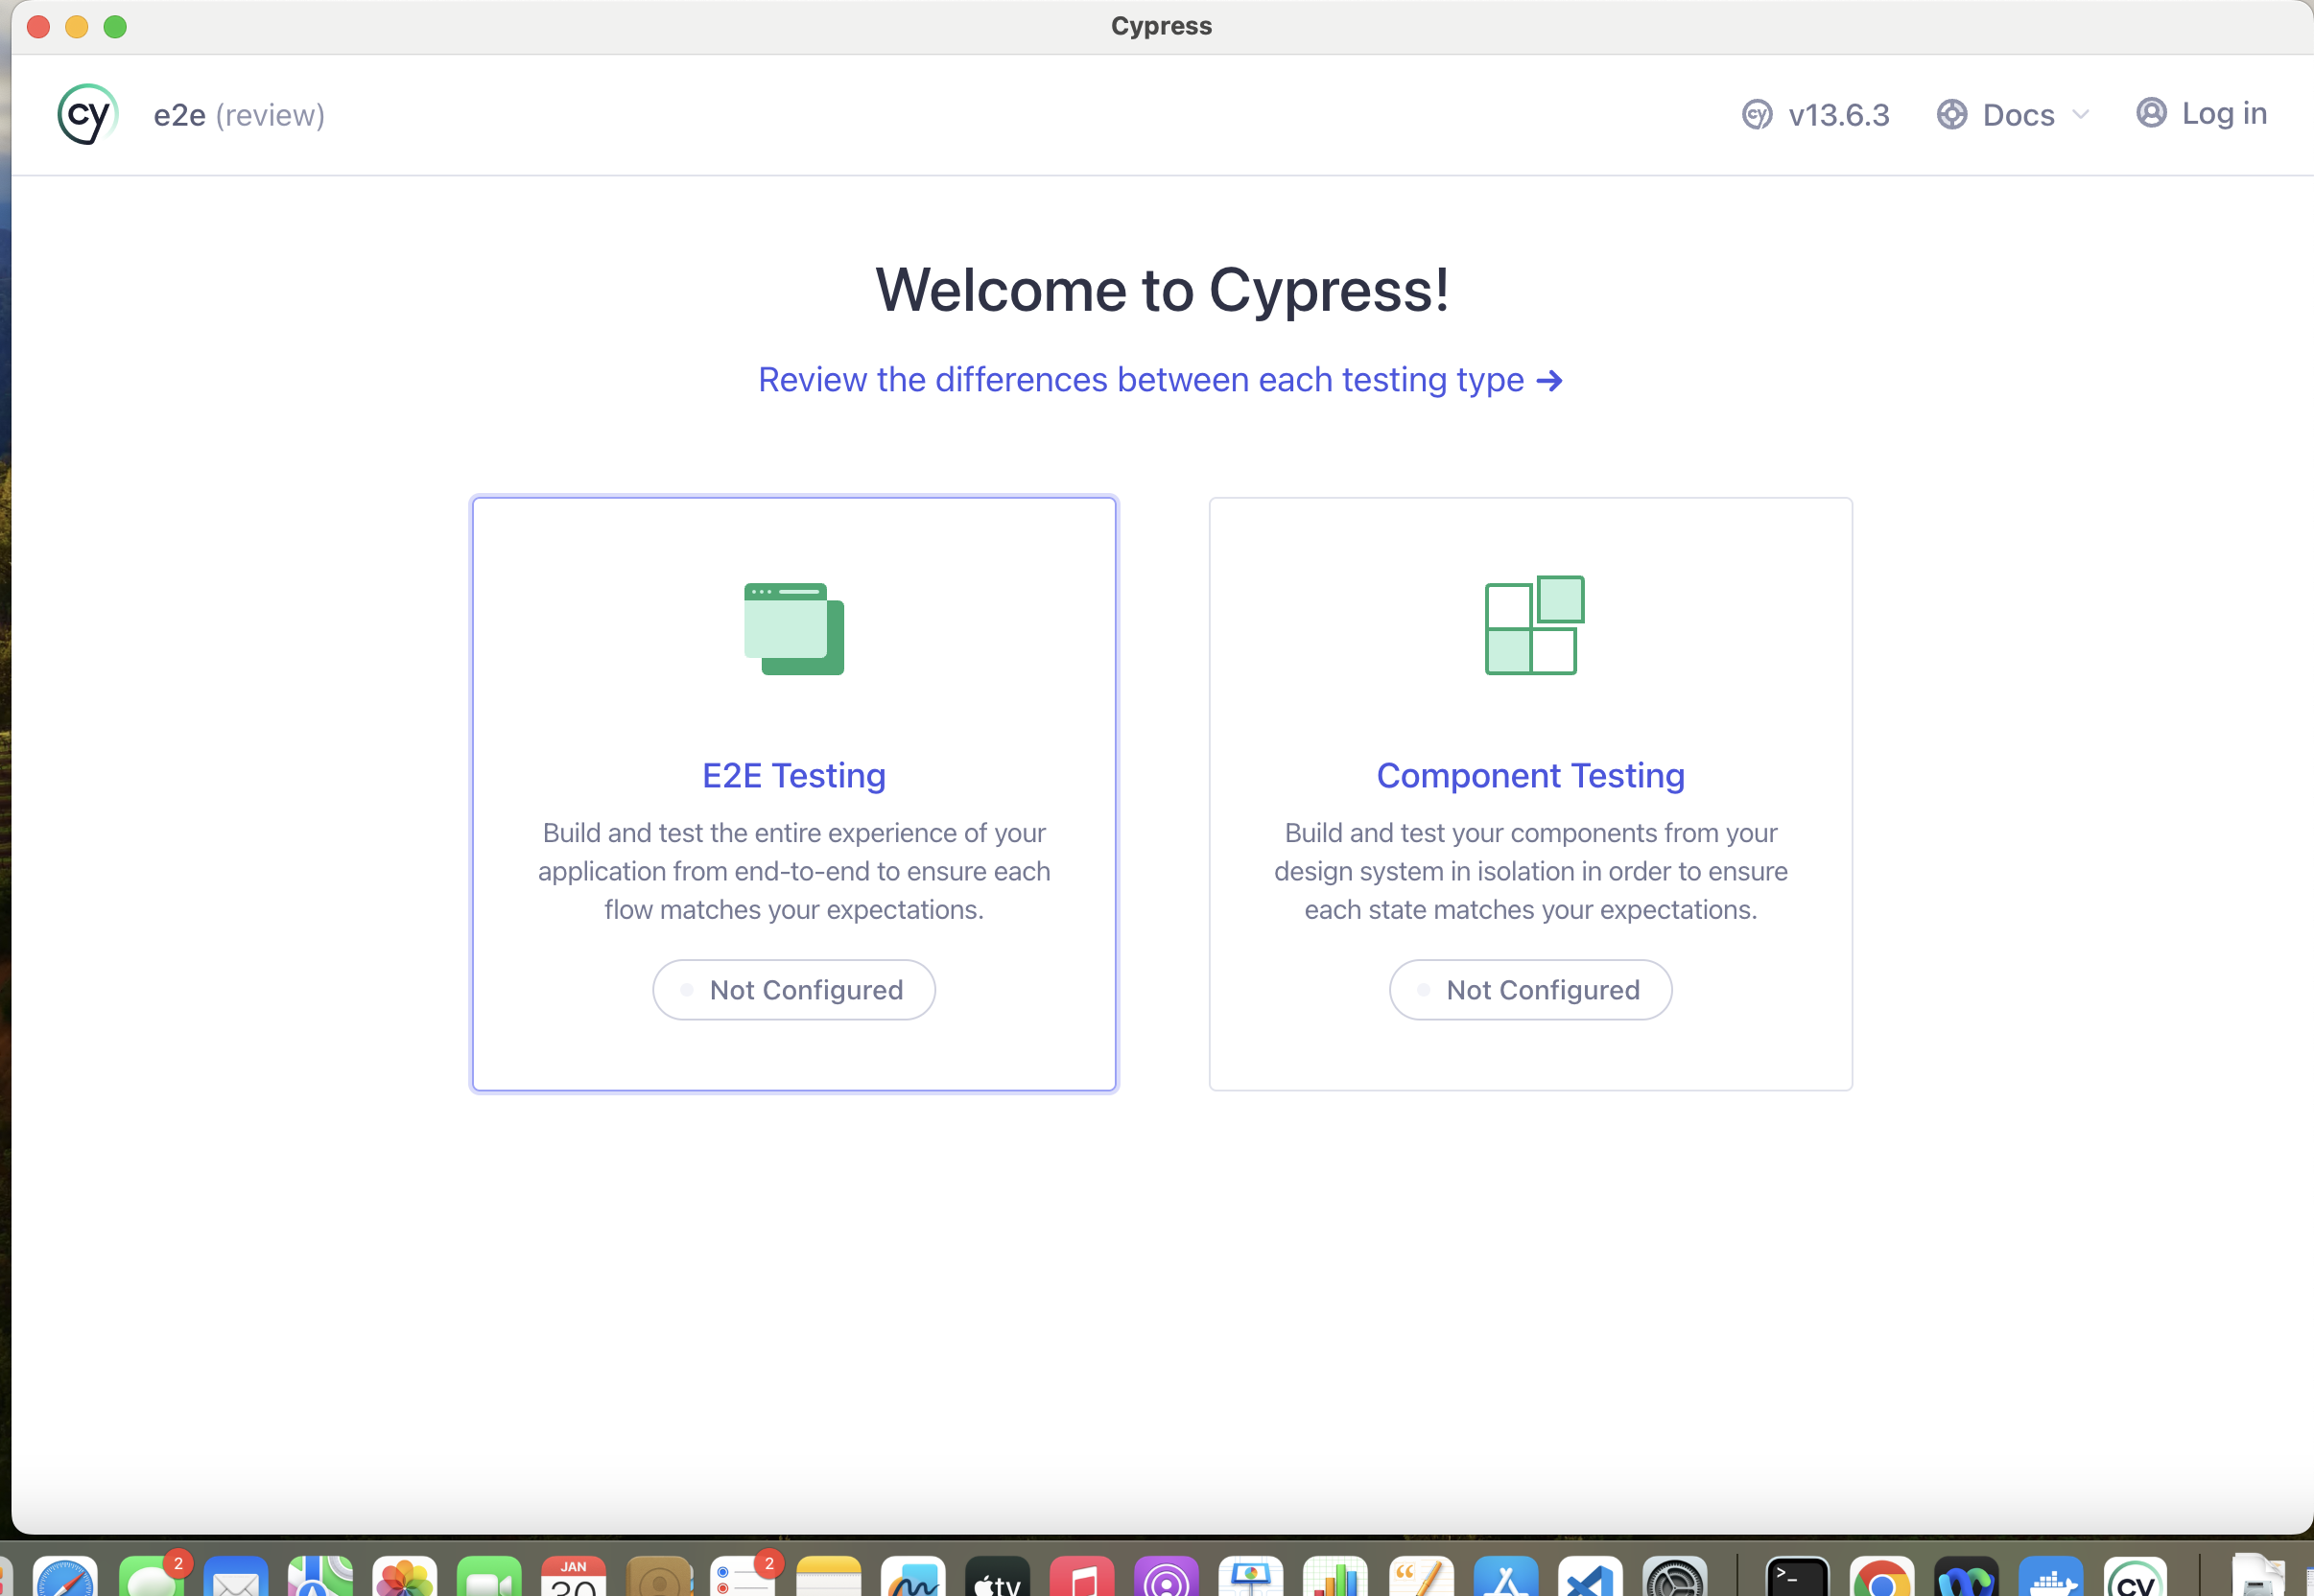 Cypress
cy e2e (review) cy v13.6.3 Docs Log in
Welcome to Cypress!
Review the differences between each testing type →
E2E Testing
Build and test the entire experience of your
application from end-to-end to ensure each
flow matches your expectations.
Not Configured
Component Testing
Build and test your components from your
design system in isolation in order to ensure
each state matches your expectations.
Not Configured
2
JAN
30
2
tv
>_
cy